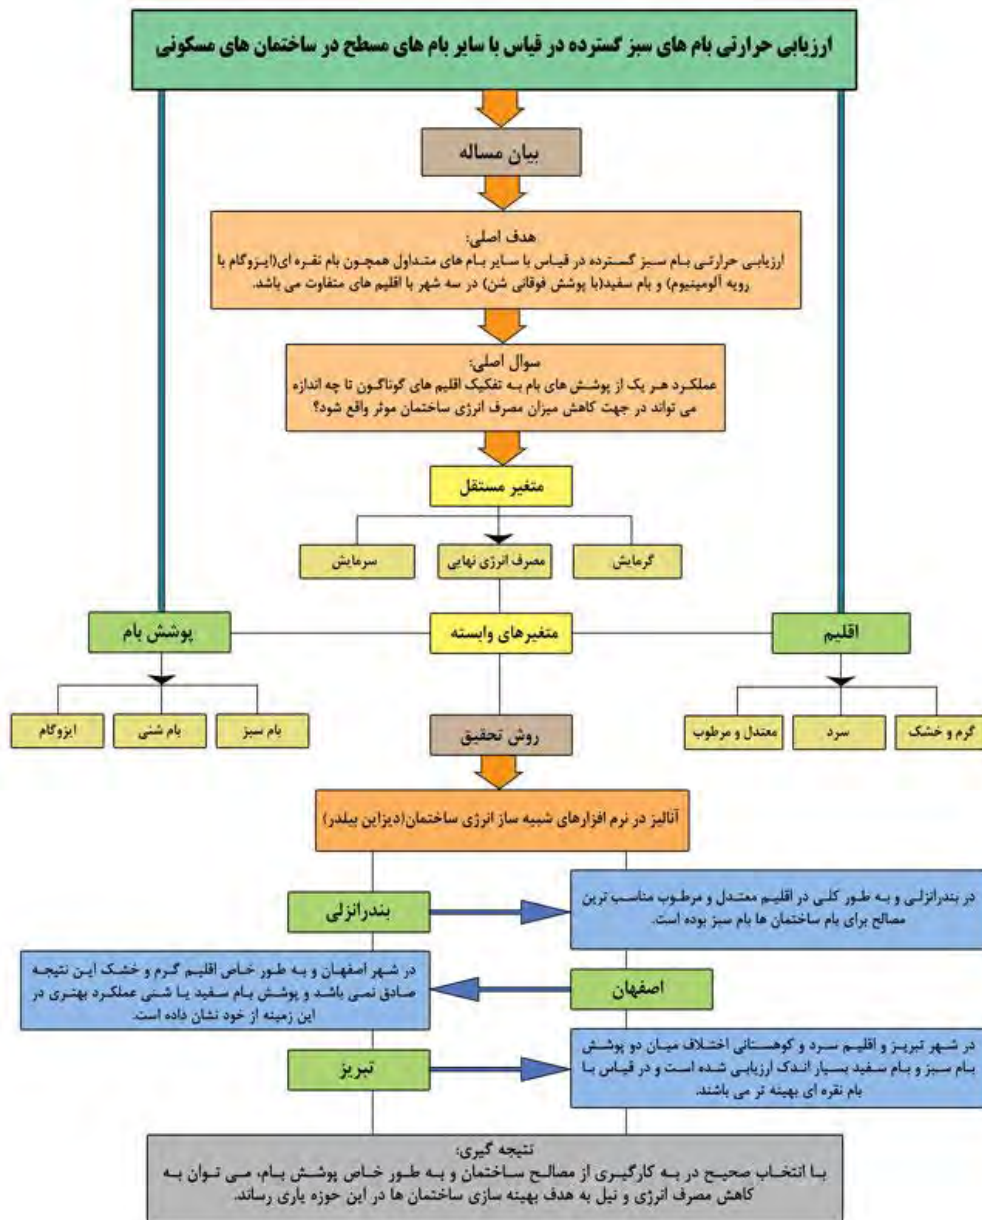 ارزیابی حرارتی بام های سبز گسترده در قیاس با سایر بام های مسطح در ساختمان های مسکونی
بیان مساله
هدف اصلی:
ارزیابی حرارتی بام سبز گسترده در قیاس با سایر بام های متداول همچون بام نقره ای(ایزوگام با
رویه آلومینیوم) و بام سفید(با پوشش فوقانی شن) در سه شهر با اقلیم های متفاوت می باشد.
سوال اصلی:
عملکرد هر یک از پوشش های بام به تفکیک اقلیم های گوناگون تا چه اندازه
می تواند در جهت کاهش میزان مصرف انرژی ساختمان موثر واقع شود؟
متغیر مستقل
گرمایش
مصرف انرژی نهایی
سرمایش
اقلیم
متغیرهای وابسته
پوشش بام
گرم و خشک
سرد
معتدل و مرطوب
بام سبز
بام شنی
ایزوگام
روش تحقیق
آنالیز در نرم افزارهای شبیه ساز انرژی ساختمان(دیزاین بیلدر)
بندرانزلی
در بندرانزلی و به طور کلی در اقلیم معتدل و مرطوب مناسب ترین
مصالح برای بام ساختمان ها بام سبز بوده است.
اصفهان
در شهر اصفهان و به طور خاص اقلیم گرم و خشک این نتیجه
صادق نمی باشد و پوشش بام سفید یا شنی عملکرد بهتری در
این زمینه از خود نشان داده است.
تبریز
در شهر تبریز و اقلیم سرد و کوهستانی اختلاف میان دو پوشش
بام سبز و بام سفید بسیار اندک ارزیابی شده است و در قیاس با
بام نقره ای بهینه تر می باشند.
نتیجه گیری:
با انتخاب صحیح در به کارگیری از مصالح ساختمان و به طور خاص پوشش بام، می توان به
کاهش مصرف انرژی و نیل به هدف بهینه سازی ساختمان ها در این حوزه یاری رساند.